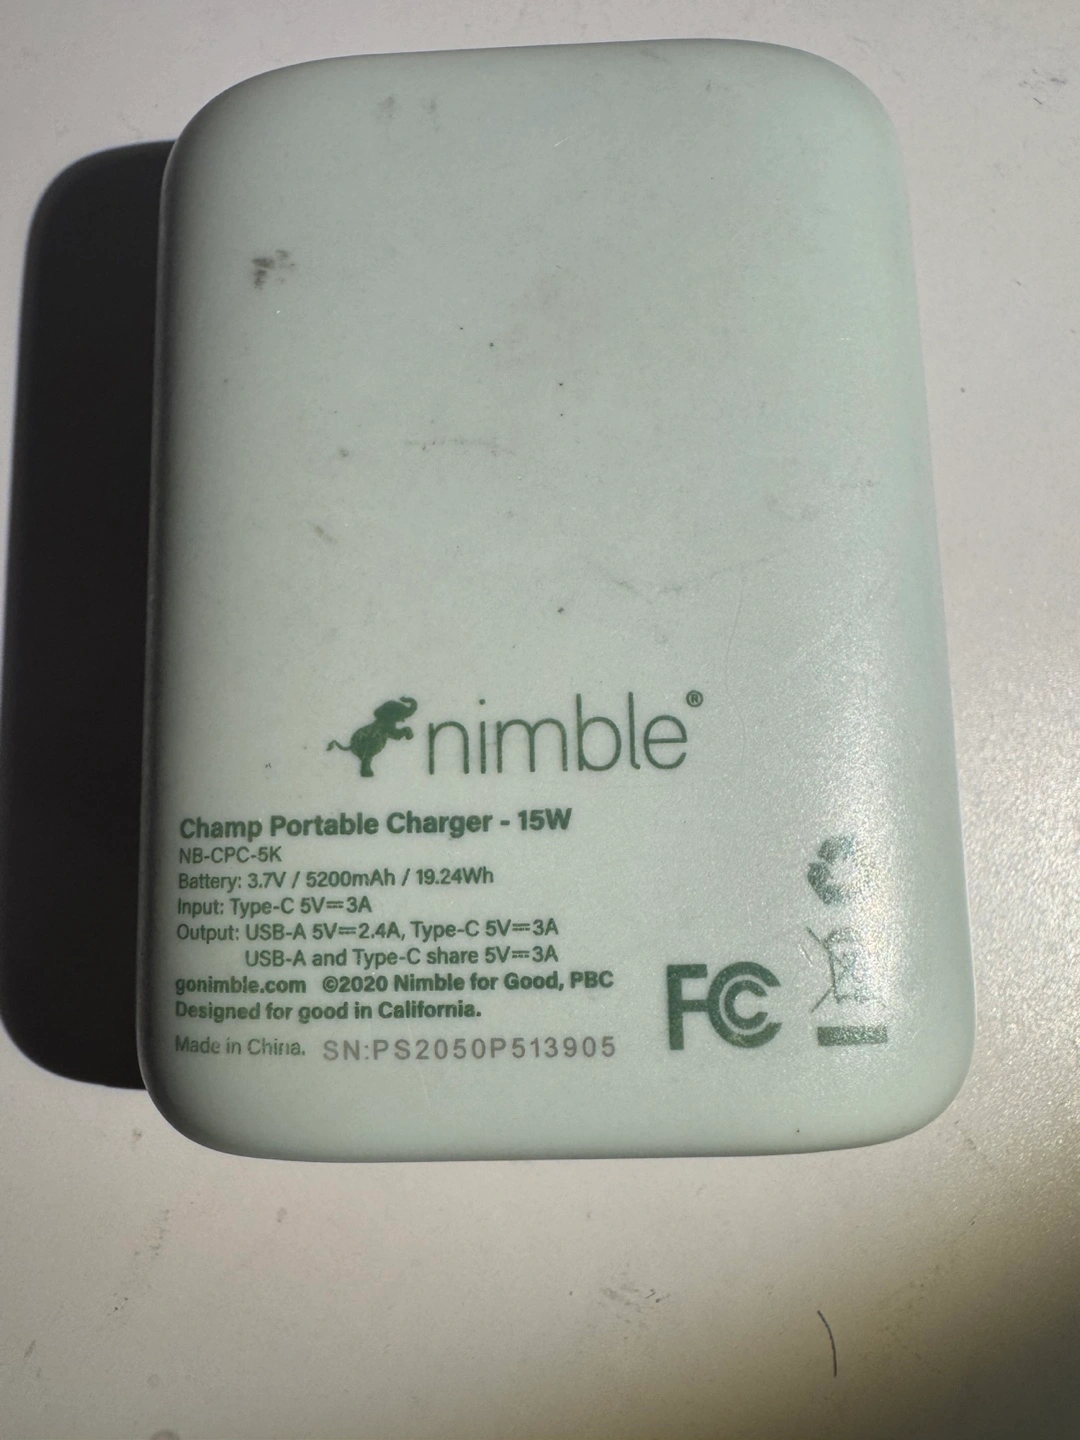 nimble®
Champ Portable Charger - 15W
NB-CPC-5K
Battery: 3.7V / 5200mAh / 19.24Wh
Input: Type-C 5V⎓3A
Output: USB-A 5V⎓2.4A, Type-C 5V⎓3A
USB-A and Type-C share 5V⎓3A
gonimble.com ©2020 Nimble for Good, PBC
Designed for good in California.
Made in China. SN:PS2050P513905
FC